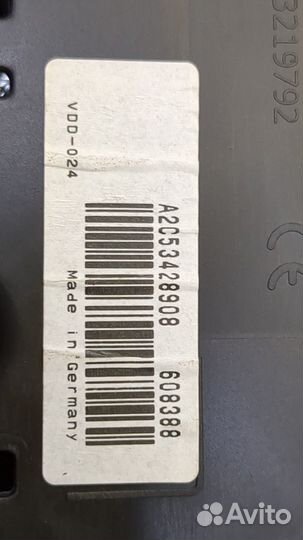 3219792
CE
VDD-024
A2C53428908 608388
Made in Germany
Avito